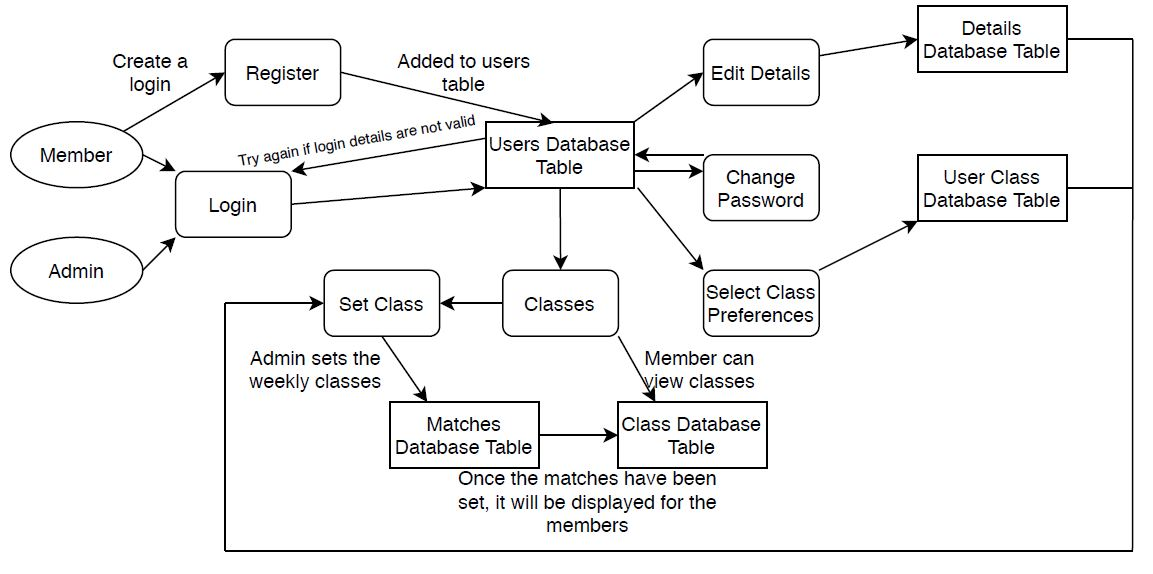 Details
Database Table
Create a
login
Register
Added to users
table
Edit Details
Try again if login details are not valid
Users Database
Table
Member
Change
Password
User Class
Database Table
Login
Admin
Set Class
Classes
Select Class
Preferences
Admin sets the
weekly classes
Member can
view classes
Matches
Database Table
Class Database
Table
Once the matches have been
set, it will be displayed for the
members